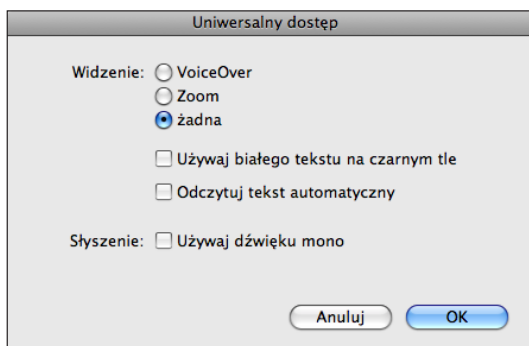 Uniwersalny dostęp
Widzenie: VoiceOver
Zoom
żadna
Używaj białego tekstu na czarnym tle
Odczytuj tekst automatyczny
Słyszenie: Używaj dźwięku mono
Anuluj OK